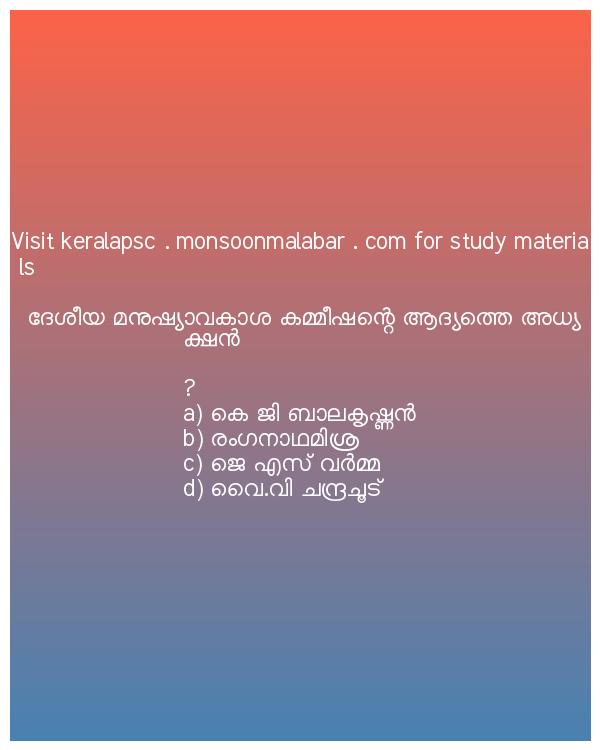 Visit keralapsc . monsoonmalabar . com for study materia
ls
ദേശീയ മനുഷ്യാവകാശ കമ്മീഷന്റെ ആദ്യത്തെ അധ്യ
ക്ഷൻ
?
a) കെ ജി ബാലകൃഷ്ണൻ
b) രംഗനാഥമിശ്ര
c) ജെ എസ് വർമ്മ
d) വൈ.വി ചന്ദ്രചൂട്